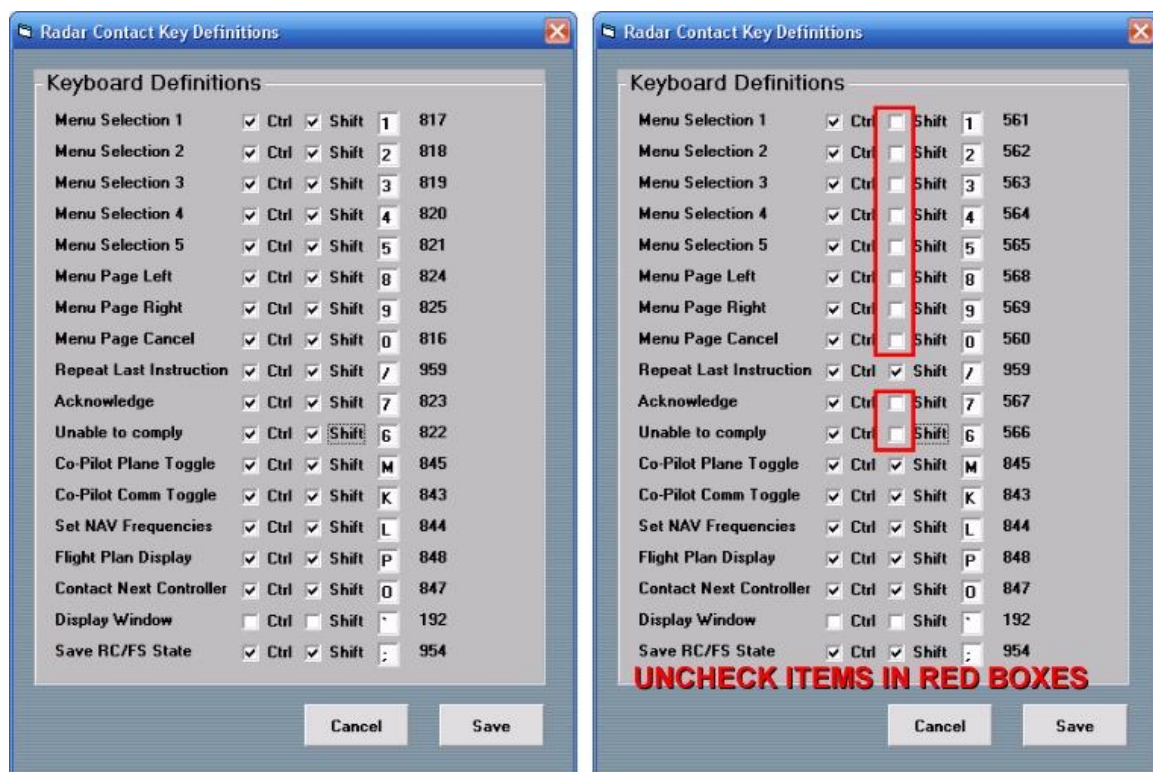 Radar Contact Key Definitions
Keyboard Definitions
Menu Selection 1 Ctrl Shift 1 817
Menu Selection 2 Ctrl Shift 2 818
Menu Selection 3 Ctrl Shift 3 819
Menu Selection 4 Ctrl Shift 4 820
Menu Selection 5 Ctrl Shift 5 821
Menu Page Left Ctrl Shift 8 824
Menu Page Right Ctrl Shift 9 825
Menu Page Cancel Ctrl Shift 0 816
Repeat Last Instruction Ctrl Shift / 959
Acknowledge Ctrl Shift 7 823
Unable to comply Ctrl Shift 6 822
Co-Pilot Plane Toggle Ctrl Shift M 845
Co-Pilot Comm Toggle Ctrl Shift K 843
Set NAV Frequencies Ctrl Shift L 844
Flight Plan Display Ctrl Shift P 848
Contact Next Controller Ctrl Shift O 847
Display Window Ctrl Shift ` 192
Save RC/FS State Ctrl Shift ; 954
Cancel Save
Radar Contact Key Definitions
Keyboard Definitions
Menu Selection 1 Ctrl Shift 1 561
Menu Selection 2 Ctrl Shift 2 562
Menu Selection 3 Ctrl Shift 3 563
Menu Selection 4 Ctrl Shift 4 564
Menu Selection 5 Ctrl Shift 5 565
Menu Page Left Ctrl Shift 8 568
Menu Page Right Ctrl Shift 9 569
Menu Page Cancel Ctrl Shift 0 560
Repeat Last Instruction Ctrl Shift / 959
Acknowledge Ctrl Shift 7 567
Unable to comply Ctrl Shift 6 566
Co-Pilot Plane Toggle Ctrl Shift M 845
Co-Pilot Comm Toggle Ctrl Shift K 843
Set NAV Frequencies Ctrl Shift L 844
Flight Plan Display Ctrl Shift P 848
Contact Next Controller Ctrl Shift O 847
Display Window Ctrl Shift ` 192
Save RC/FS State Ctrl Shift ; 954
UNCHECK ITEMS IN RED BOXES
Cancel Save